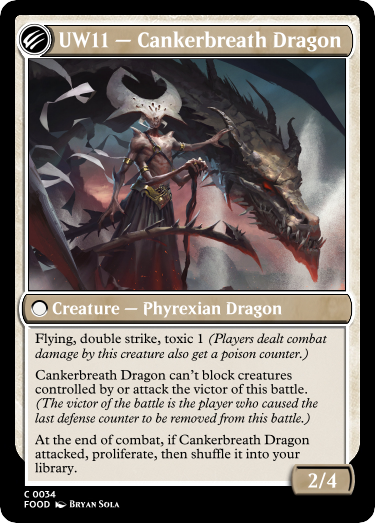 UW11 — Cankerbreath Dragon
Creature — Phyrexian Dragon
Flying, double strike, toxic 1 (Players dealt combat
damage by this creature also get a poison counter.)
Cankerbreath Dragon can't block creatures
controlled by or attack the victor of this battle.
(The victor of the battle is the player who caused the
last defense counter to be removed from this battle.)
At the end of combat, if Cankerbreath Dragon
attacked, proliferate, then shuffle it into your
library.
2/4
C 0034
FOOD BRYAN SOLA